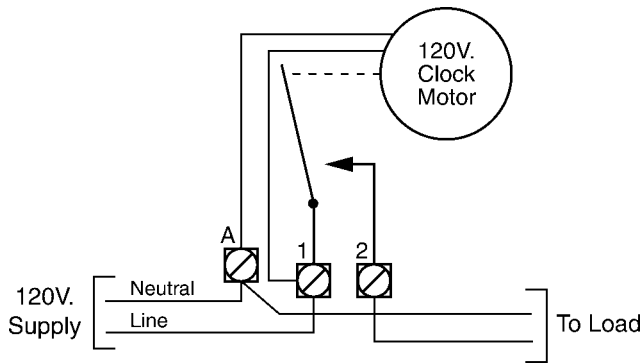 120V.
Clock
Motor
A
1
2
120V.
Supply
Neutral
Line
To Load